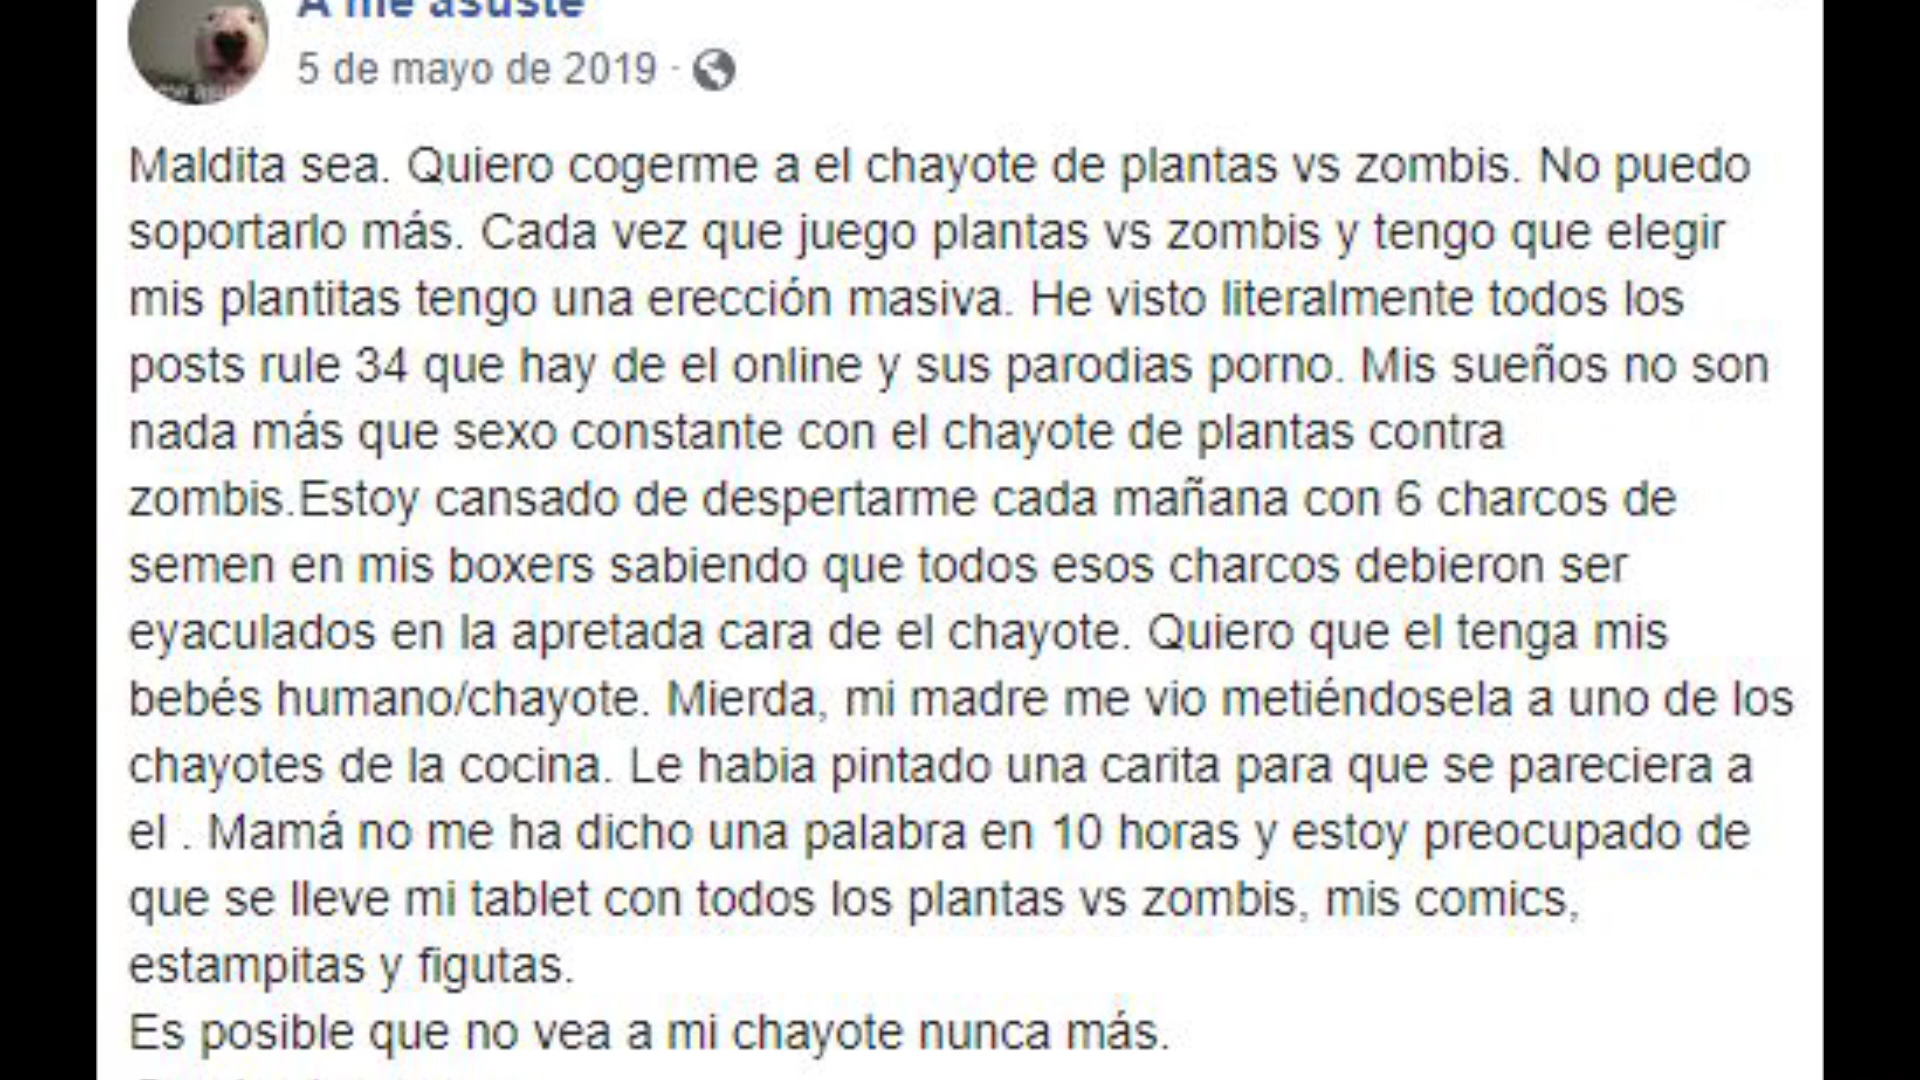 A me asusté
5 de mayo de 2019 ·
Maldita sea. Quiero cogerme a el chayote de plantas vs zombis. No puedo
soportarlo más. Cada vez que juego plantas vs zombis y tengo que elegir
mis plantitas tengo una erección masiva. He visto literalmente todos los
posts rule 34 que hay de el online y sus parodias porno. Mis sueños no son
nada más que sexo constante con el chayote de plantas contra
zombis.Estoy cansado de despertarme cada mañana con 6 charcos de
semen en mis boxers sabiendo que todos esos charcos debieron ser
eyaculados en la apretada cara de el chayote. Quiero que el tenga mis
bebés humano/chayote. Mierda, mi madre me vio metiéndosela a uno de los
chayotes de la cocina. Le habia pintado una carita para que se pareciera a
el . Mamá no me ha dicho una palabra en 10 horas y estoy preocupado de
que se lleve mi tablet con todos los plantas vs zombis, mis comics,
estampitas y figutas.
Es posible que no vea a mi chayote nunca más.